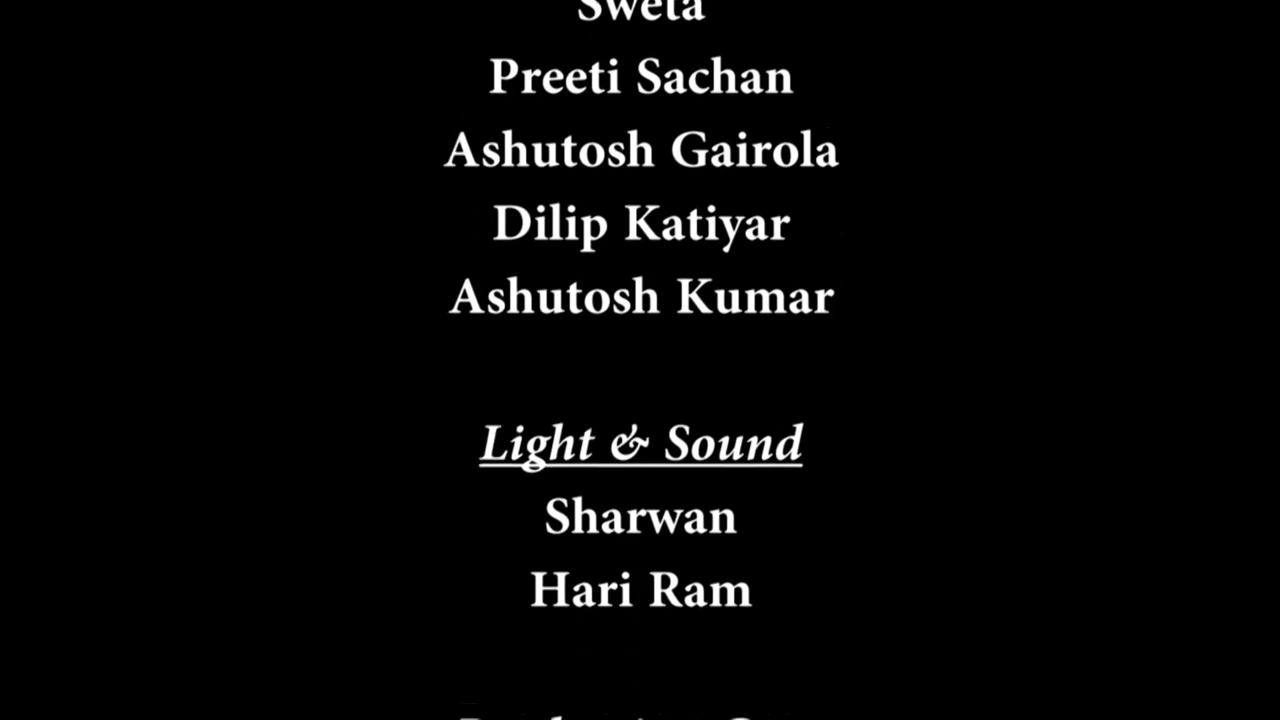 Sweta
Preeti Sachan
Ashutosh Gairola
Dilip Katiyar
Ashutosh Kumar
Light & Sound
Sharwan
Hari Ram